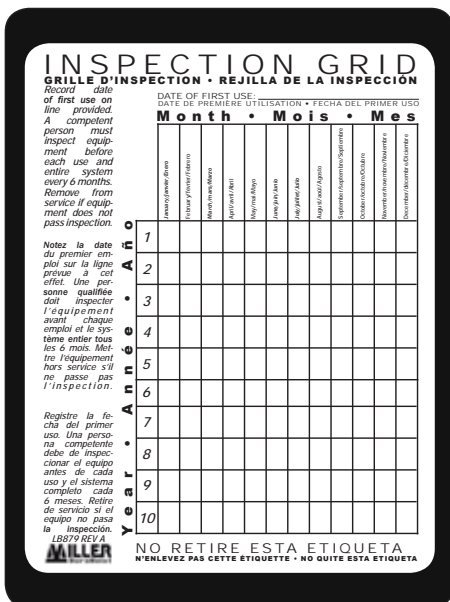 INSPECTION GRID
GRILLE D'INSPECTION • REJILLA DE LA INSPECCIÓN
Record date
of first use on
line provided.
A competent
person must
inspect equip-
ment before
each use and
entire system
every 6 months.
Remove from
service if equip-
ment does not
pass inspection.
Notez la date
du premier em-
ploi sur la ligne
prévue à cet
effet. Une per-
sonne qualifiée
doit inspecter
l'équipement
avant chaque
emploi et le sys-
tème entier tous
les 6 mois. Met-
tre l'équipement
hors service s'il
ne passe pas
l'inspection.
Registre la fe-
cha del primer
uso. Una perso-
na competente
debe de inspec-
cionar el equipo
antes de cada
uso y el sistema
completo cada
6 meses. Retire
de servicio si el
equipo no pasa
la inspección.
LB879 REV A
MILLER
DATE OF FIRST USE:
DATE DE PREMIÈRE UTILISATION • FECHA DEL PRIMER USO
Month • Mois • Mes
January/janvier/Enero
February/février/Febrero
March/mars/Marzo
April/avril/Abril
May/mai/Mayo
June/juin/Junio
July/juillet/Julio
August/août/Agosto
September/septembre/Septiembre
October/octobre/Octubre
November/novembre/Noviembre
December/décembre/Diciembre
Year • Année • Año
1
2
3
4
5
6
7
8
9
10
NO RETIRE ESTA ETIQUETA
N'ENLEVEZ PAS CETTE ÉTIQUETTE • NO QUITE ESTA ETIQUETA